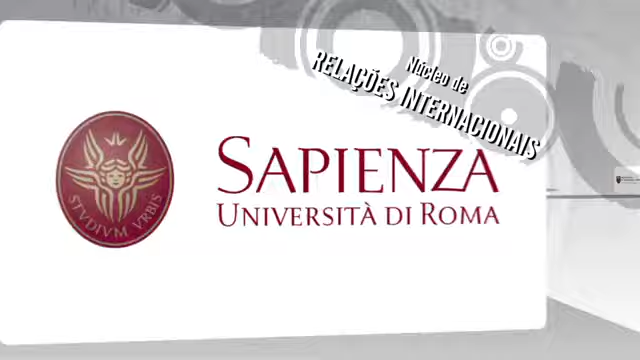 Núcleo de
RELAÇÕES INTERNACIONAIS
SAPIENZA
UNIVERSITÀ DI ROMA
STVDIVM VRBIS